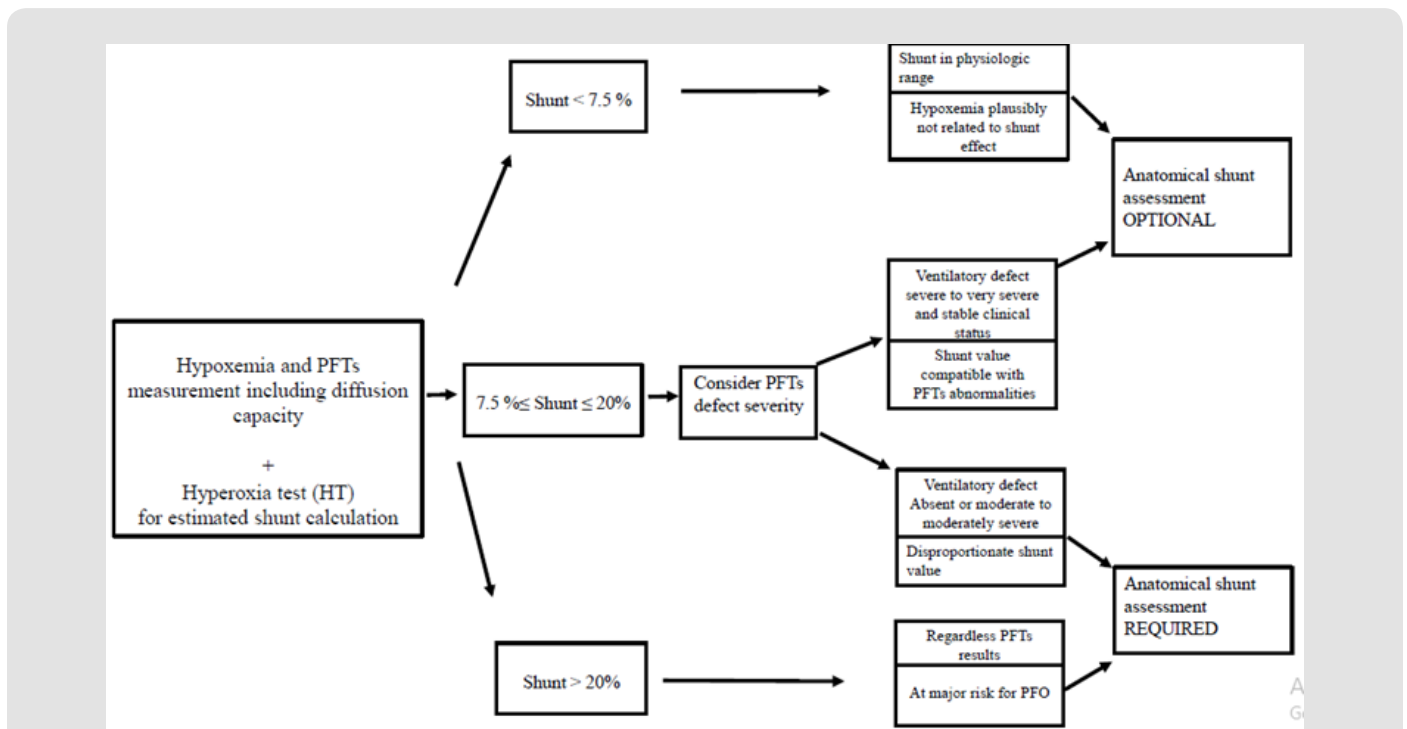 Shunt < 7.5 %
Shunt in physiologic
range
Hypoxemia plausibly
not related to shunt
effect
Anatomical shunt
assessment
OPTIONAL
Hypoxemia and PFTs
measurement including diffusion
capacity
+
Hyperoxia test (HT)
for estimated shunt calculation
7.5 %≤ Shunt ≤ 20%
Consider PFTs
defect severity
Ventilatory defect
severe to very severe
and stable clinical
status
Shunt value
compatible with
PFTs abnormalities
Ventilatory defect
Absent or moderate to
moderately severe
Disproportionate shunt
value
Anatomical shunt
assessment
REQUIRED
Shunt > 20%
Regardless PFTs
results
At major risk for PFO